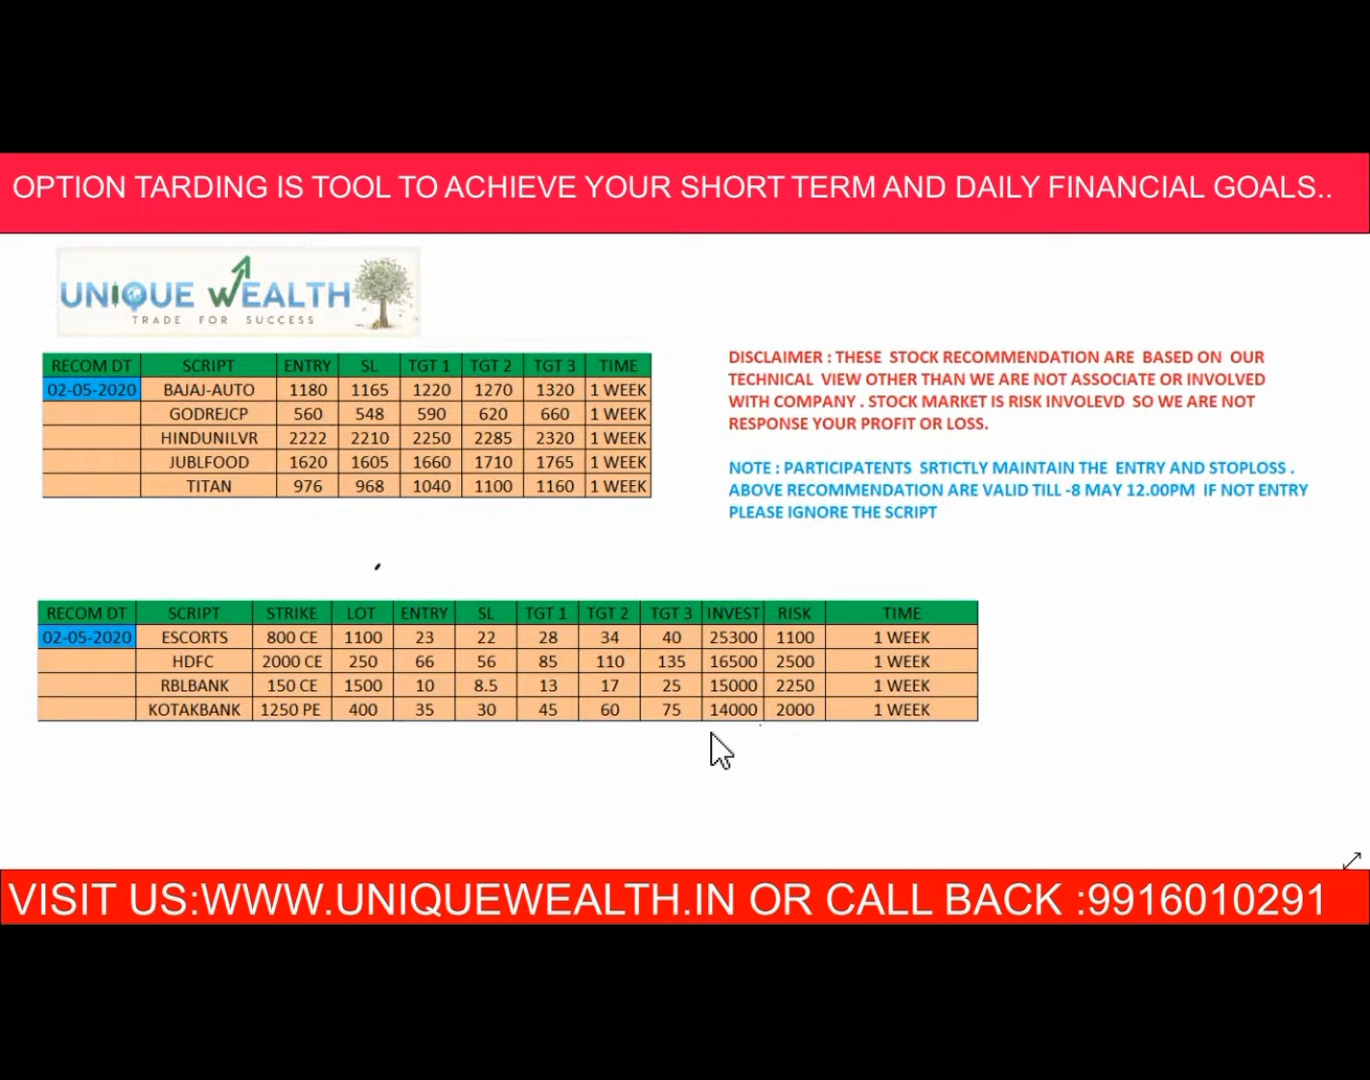 OPTION TARDING IS TOOL TO ACHIEVE YOUR SHORT TERM AND DAILY FINANCIAL GOALS..
UNIQUE WEALTH
TRADE FOR SUCCESS
RECOM DT SCRIPT ENTRY SL TGT 1 TGT 2 TGT 3 TIME
02-05-2020 BAJAJ-AUTO 1180 1165 1220 1270 1320 1 WEEK
GODREJCP 560 548 590 620 660 1 WEEK
HINDUNILVR 2222 2210 2250 2285 2320 1 WEEK
JUBLFOOD 1620 1605 1660 1710 1765 1 WEEK
TITAN 976 968 1040 1100 1160 1 WEEK
DISCLAIMER : THESE STOCK RECOMMENDATION ARE BASED ON OUR
TECHNICAL VIEW OTHER THAN WE ARE NOT ASSOCIATE OR INVOLVED
WITH COMPANY . STOCK MARKET IS RISK INVOLEVD SO WE ARE NOT
RESPONSE YOUR PROFIT OR LOSS.
NOTE : PARTICIPATENTS SRTICTLY MAINTAIN THE ENTRY AND STOPLOSS .
ABOVE RECOMMENDATION ARE VALID TILL -8 MAY 12.00PM IF NOT ENTRY
PLEASE IGNORE THE SCRIPT
RECOM DT SCRIPT STRIKE LOT ENTRY SL TGT 1 TGT 2 TGT 3 INVEST RISK TIME
02-05-2020 ESCORTS 800 CE 1100 23 22 28 34 40 25300 1100 1 WEEK
HDFC 2000 CE 250 66 56 85 110 135 16500 2500 1 WEEK
RBLBANK 150 CE 1500 10 8.5 13 17 25 15000 2250 1 WEEK
KOTAKBANK 1250 PE 400 35 30 45 60 75 14000 2000 1 WEEK
VISIT US:WWW.UNIQUEWEALTH.IN OR CALL BACK :9916010291